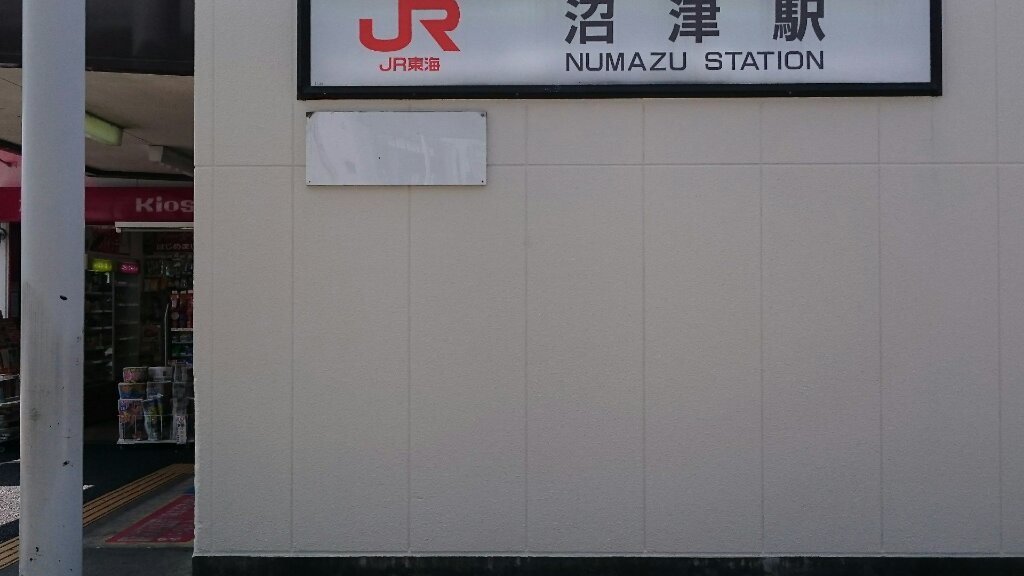 JR
JR東海
沼津駅
NUMAZU STATION
Kios